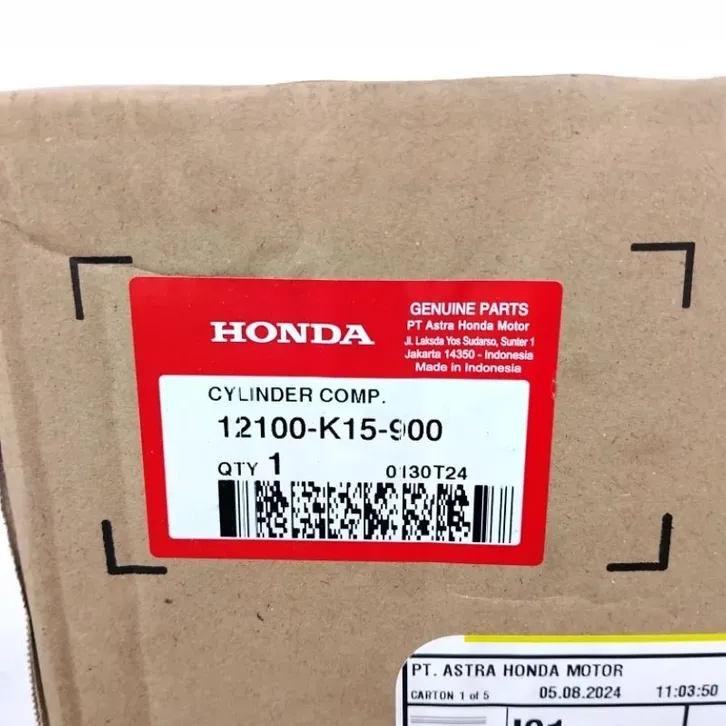 HONDA
GENUINE PARTS
PT Astra Honda Motor
Jl. Laksda Yos Sudarso, Sunter 1
Jakarta 14350 - Indonesia
Made in Indonesia
CYLINDER COMP.
12100-K15-900
QTY 1 0130T24
PT. ASTRA HONDA MOTOR
CARTON 1 of 5 05.08.2024 11:03:50